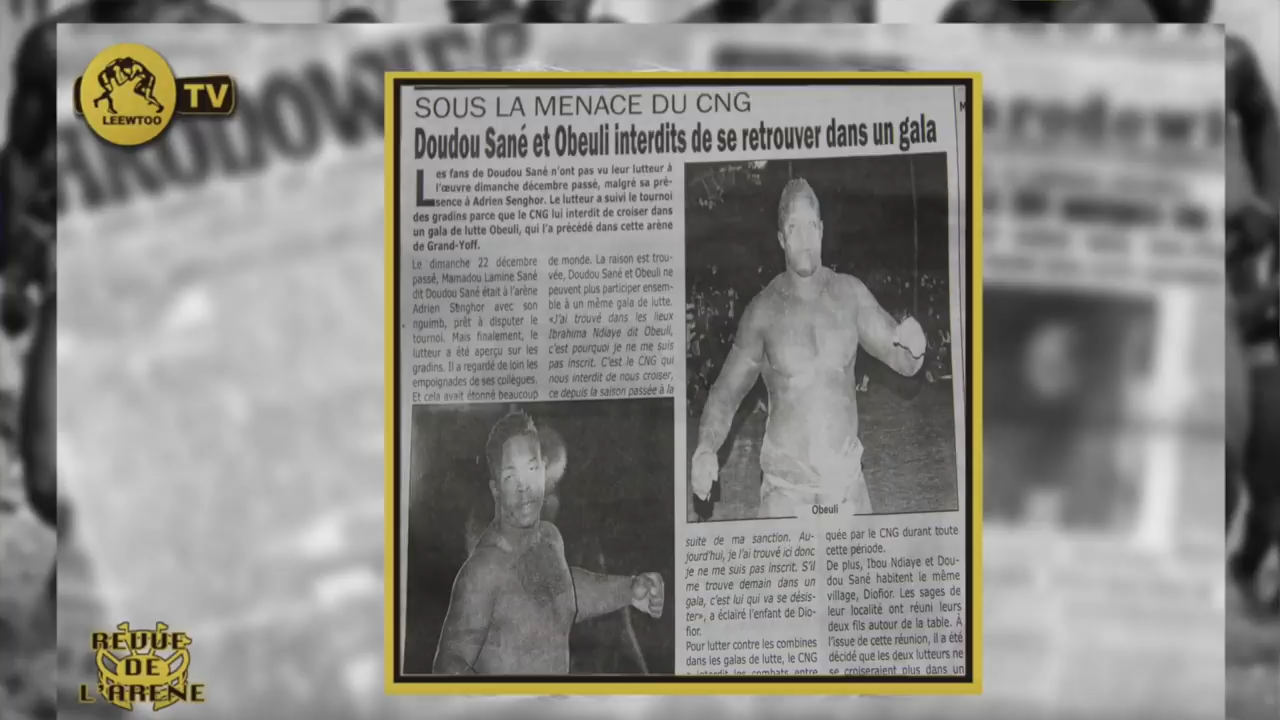 LEEWTOO
TV
SOUS LA MENACE DU CNG
Doudou Sané et Obeuli interdits de se retrouver dans un gala
Les fans de Doudou Sané n'ont pas vu leur lutteur à
l'œuvre dimanche décembre passé, malgré sa pré-
sence à Adrien Senghor. Le lutteur a suivi le tournoi
des gradins parce que le CNG lui interdit de croiser dans
un gala de lutte Obeuli, qui l'a précédé dans cette arène
de Grand-Yoff.
Le dimanche 22 décembre
passé, Mamadou Lamine Sané
dit Doudou Sané était à l'arène
Adrien Senghor avec son
nguimb, prêt à disputer le
tournoi. Mais finalement, le
lutteur a été aperçu sur les
gradins. Il a regardé de loin les
empoignades de ses collègues.
Et cela avait étonné beaucoup
de monde. La raison est trou-
vée, Doudou Sané et Obeuli ne
peuvent plus participer ensem-
ble à un même gala de lutte.
«J'ai trouvé dans les lieux
Ibrahima Ndiaye dit Obeuli,
c'est pourquoi je ne me suis
pas inscrit. C'est le CNG qui
nous interdit de nous croiser,
ce depuis la saison passée à la
Obeuli
suite de ma sanction. Au-
jourd'hui, je l'ai trouvé ici donc
je ne me suis pas inscrit. S'il
me trouve demain dans un
gala, c'est lui qui va se désis-
ter», a éclairé l'enfant de Dio-
fior.
Pour lutter contre les combines
dans les galas de lutte, le CNG
a interdit les combats entre
quée par le CNG durant toute
cette période.
De plus, Ibou Ndiaye et Dou-
dou Sané habitent le même
village, Diofior. Les sages de
leur localité ont réuni leurs
deux fils autour de la table. À
l'issue de cette réunion, il a été
décidé que les deux lutteurs ne
se croiseraient plus dans un
REVUE
DE
L'ARENE